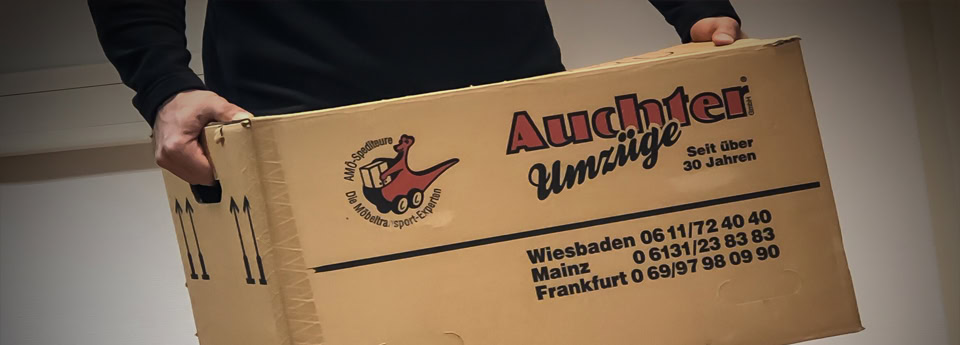 AMÖ-Spediteure
Die Möbeltransport-Experten
Auchter®
GmbH
Umzüge
Seit über
30 Jahren
Wiesbaden 06 11/72 40 40
Mainz 0 6131/23 83 83
Frankfurt 0 69/97 98 09 90